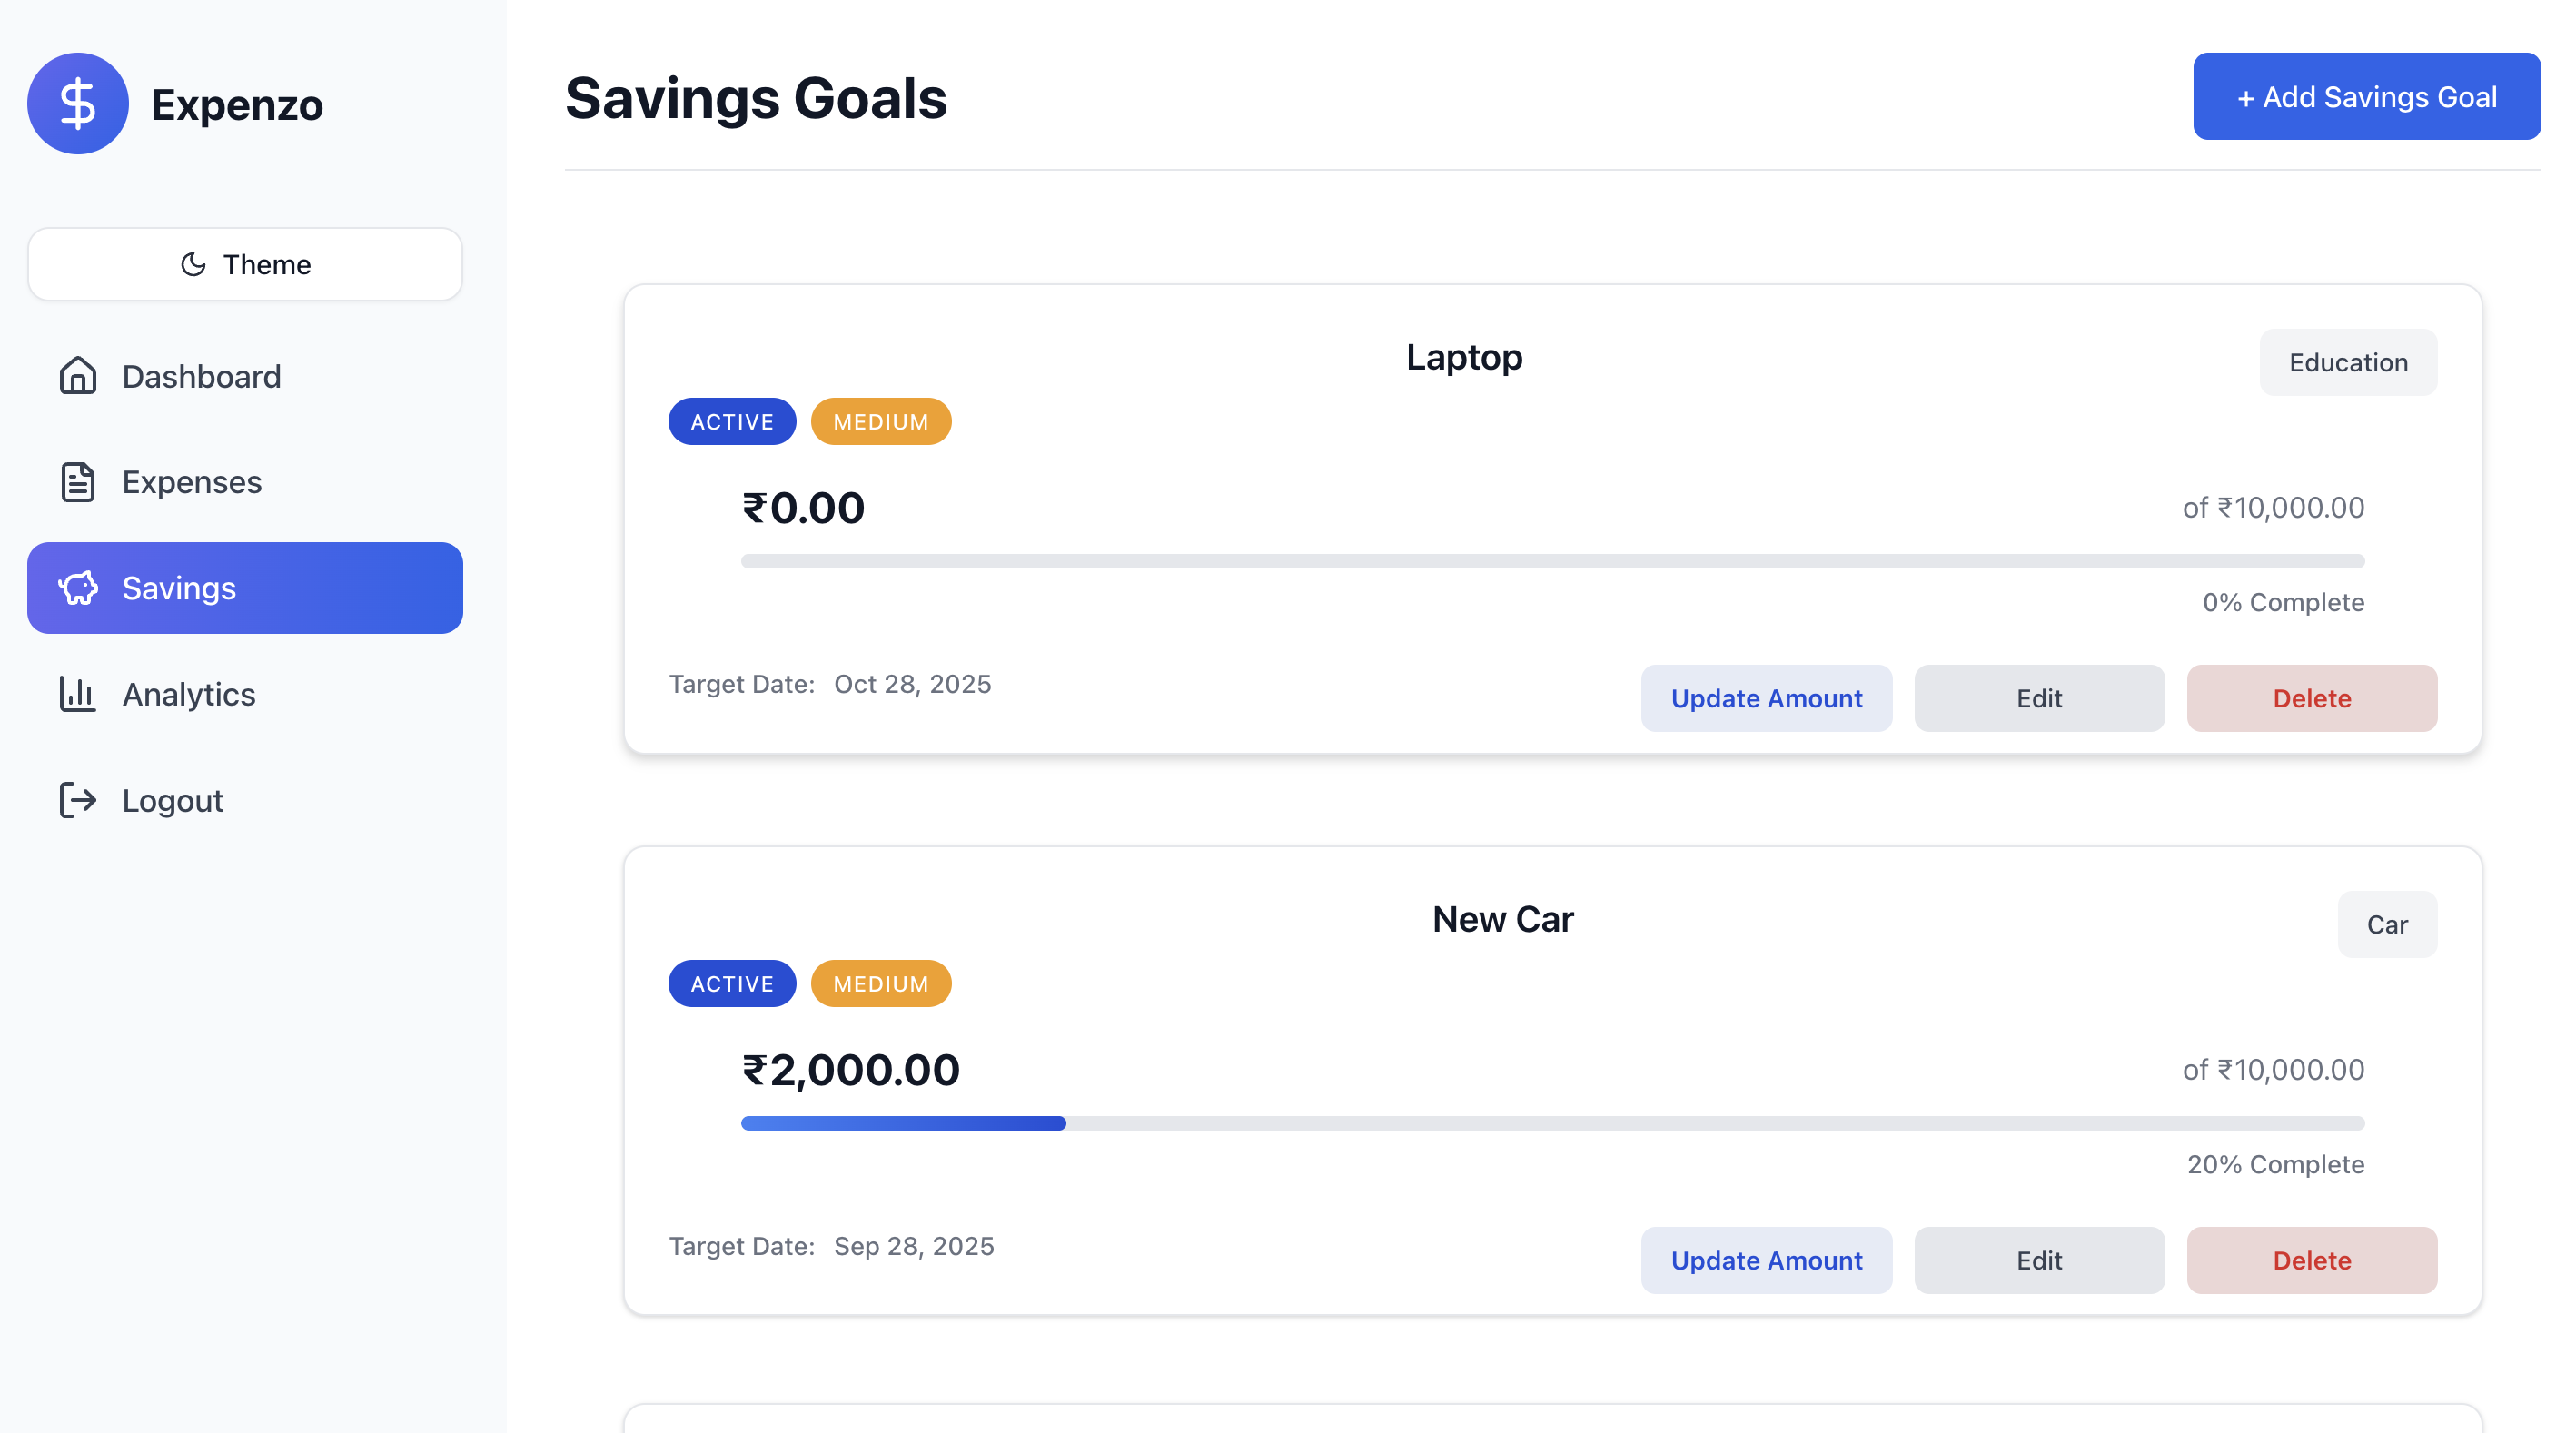 Expenzo
Theme
Dashboard
Expenses
Savings
Analytics
Logout
Savings Goals
+ Add Savings Goal
Laptop
Education
ACTIVE MEDIUM
₹0.00 of ₹10,000.00
0% Complete
Target Date: Oct 28, 2025
Update Amount Edit Delete
New Car
Car
ACTIVE MEDIUM
₹2,000.00 of ₹10,000.00
20% Complete
Target Date: Sep 28, 2025
Update Amount Edit Delete